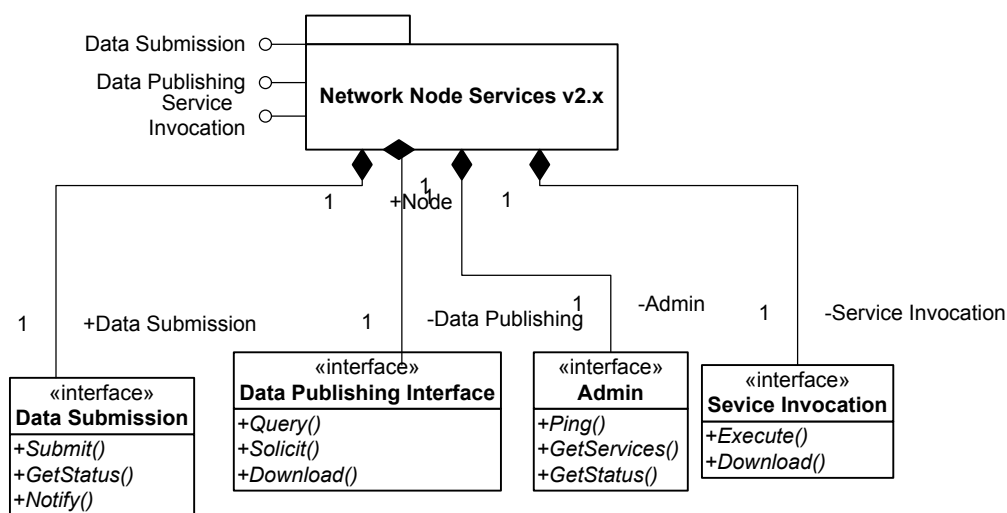 Data Submission
Data Publishing
Service
Invocation
Network Node Services v2.x
1
1
1
1
+Node
1
1
+Data Submission
1
-Data Publishing
1
-Admin
1
-Service Invocation
«interface»
Data Submission
+Submit()
+GetStatus()
+Notify()
«interface»
Data Publishing Interface
+Query()
+Solicit()
+Download()
«interface»
Admin
+Ping()
+GetServices()
+GetStatus()
«interface»
Sevice Invocation
+Execute()
+Download()